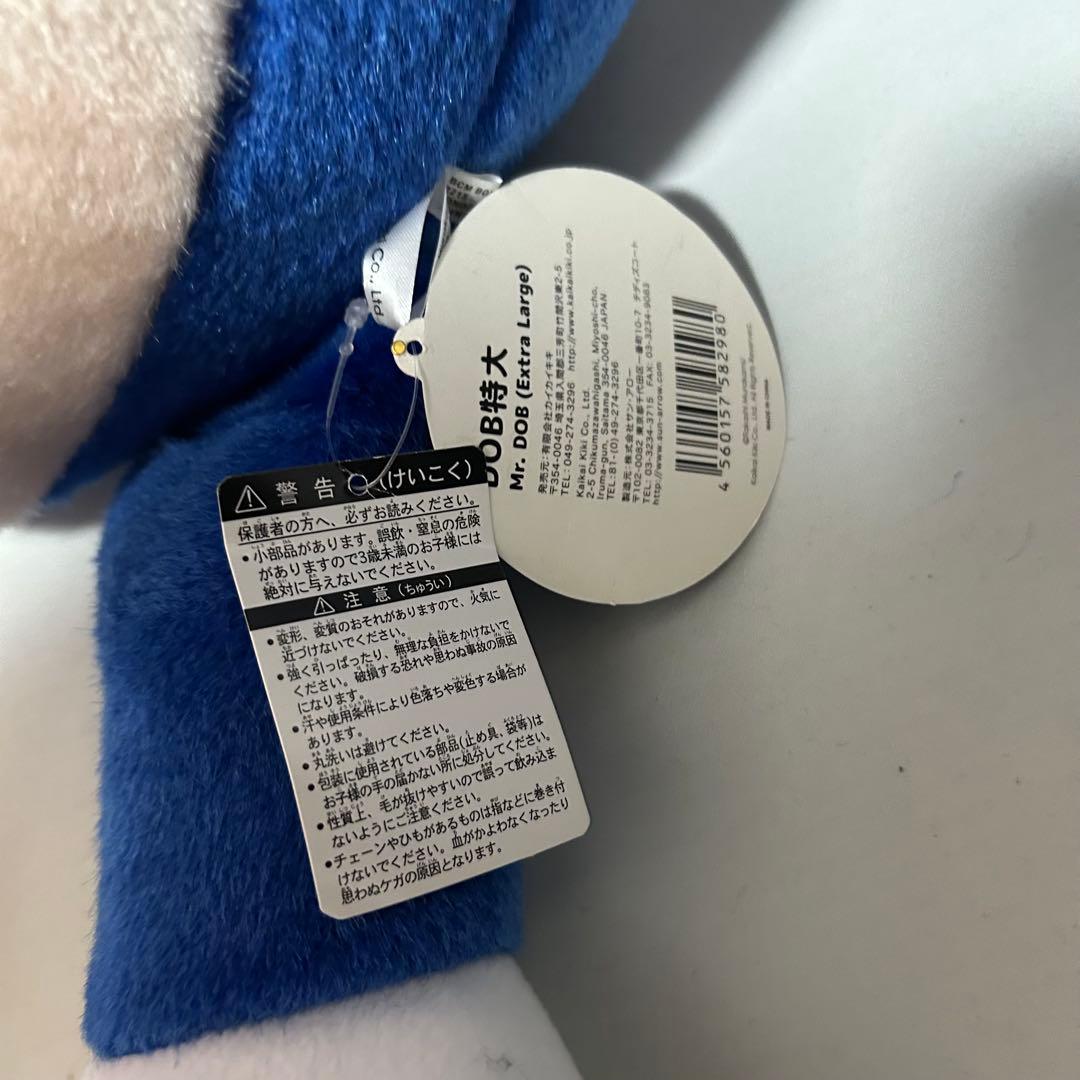 BCM BO
Co., Ltd.
DOB特大
Mr. DOB (Extra Large)
発売元:有限会社カイカイキキ
〒354-0046 埼玉県入間郡三芳町竹間沢東2-5
TEL: 049-274-3296 http://www.kaikaikiki.co.jp
Kaikai Kiki Co., Ltd.
2-5 Chikumazawahigashi, Miyoshi-cho,
Iruma-gun, Saitama 354-0046 JAPAN
TEL:81-(0) 49-274-3296
製造元:株式会社サン・アロー
〒102-0082 東京都千代田区一番町10-7 チディズコート
TEL: 03-3234-3715 FAX: 03-3234-9083
http://www.sun-arrow.com
4 560157 582980
©Takashi Murakami/
Kaikai Kiki Co., Ltd. All Rights Reserved.
MADE IN CHINA
警告(けいこく)
保護者の方へ、必ずお読みください。
•小部品があります。誤飲・窒息の危険
がありますので3歳未満のお子様には
絶対に与えないでください。
注意(ちゅうい)
•変形、変質のおそれがありますので、火気に
近づけないでください。
•強く引っぱったり、無理な負担をかけないで
ください。破損する恐れや思わぬ事故の原因
になります。
•汗や使用条件により色落ちや変色する場合が
あります。
•丸洗いは避けてください。
•包装に使用されている部品(止め具、袋等)は
お子様の手の届かない所に処分してください。
•性質上、毛が抜けやすいので誤って飲み込ま
ないようにご注意ください。
•チェーンやひもがあるものは指などに巻き付
けないでください。血がかよわなくなったり
思わぬケガの原因となります。